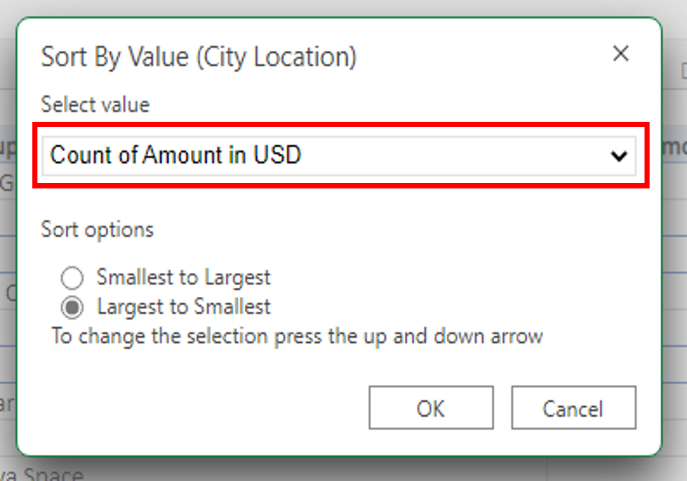 Sort By Value (City Location)
Select value
Count of Amount in USD
Sort options
Smallest to Largest
Largest to Smallest
To change the selection press the up and down arrow
OK
Cancel
Space